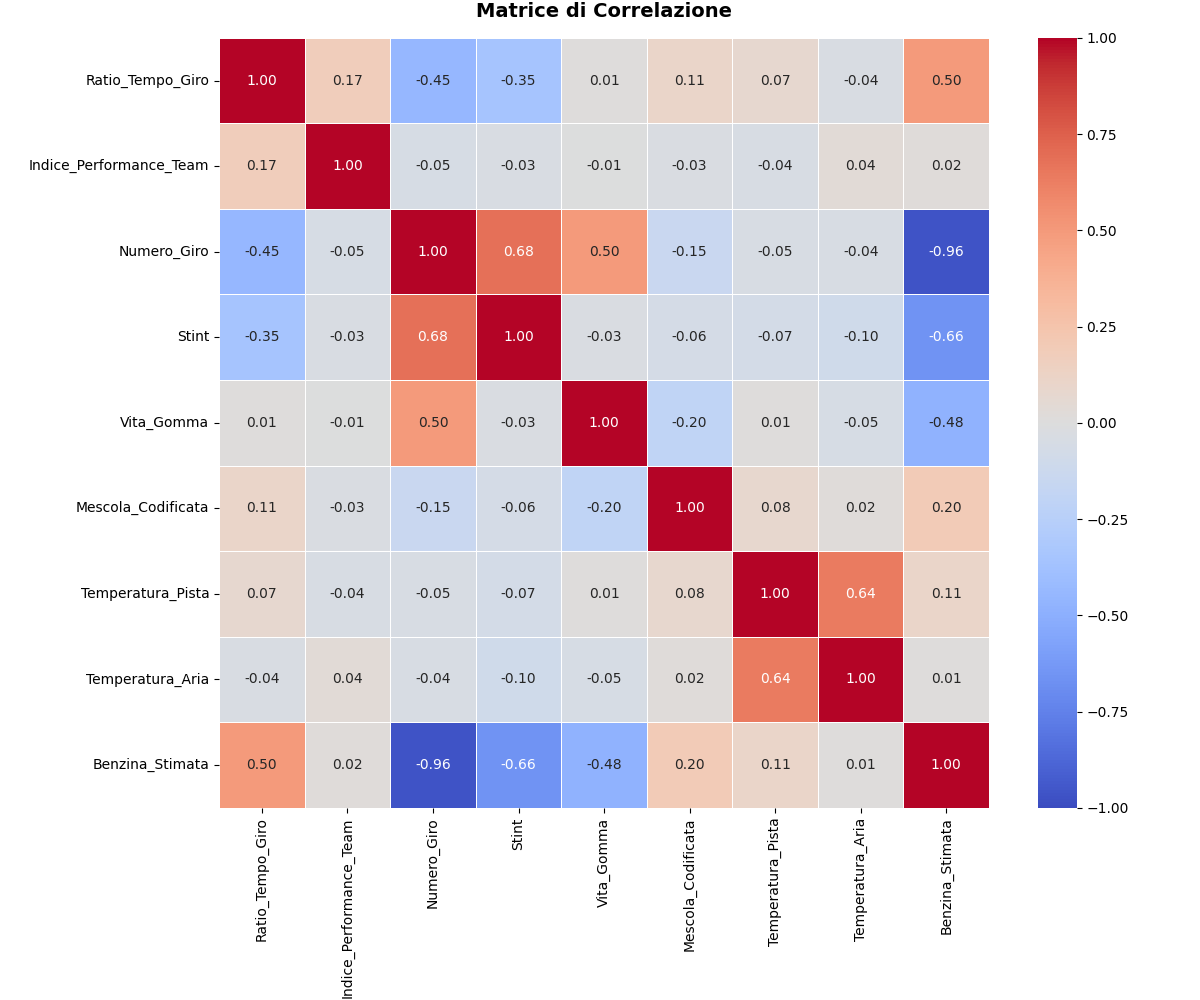 Matrice di Correlazione
Ratio_Tempo_Giro 1.00 0.17 -0.45 -0.35 0.01 0.11 0.07 -0.04 0.50
Indice_Performance_Team 0.17 1.00 -0.05 -0.03 -0.01 -0.03 -0.04 0.04 0.02
Numero_Giro -0.45 -0.05 1.00 0.68 0.50 -0.15 -0.05 -0.04 -0.96
Stint -0.35 -0.03 0.68 1.00 -0.03 -0.06 -0.07 -0.10 -0.66
Vita_Gomma 0.01 -0.01 0.50 -0.03 1.00 -0.20 0.01 -0.05 -0.48
Mescola_Codificata 0.11 -0.03 -0.15 -0.06 -0.20 1.00 0.08 0.02 0.20
Temperatura_Pista 0.07 -0.04 -0.05 -0.07 0.01 0.08 1.00 0.64 0.11
Temperatura_Aria -0.04 0.04 -0.04 -0.10 -0.05 0.02 0.64 1.00 0.01
Benzina_Stimata 0.50 0.02 -0.96 -0.66 -0.48 0.20 0.11 0.01 1.00
Ratio_Tempo_Giro
Indice_Performance_Team
Numero_Giro
Stint
Vita_Gomma
Mescola_Codificata
Temperatura_Pista
Temperatura_Aria
Benzina_Stimata
1.00
0.75
0.50
0.25
0.00
−0.25
−0.50
−0.75
−1.00